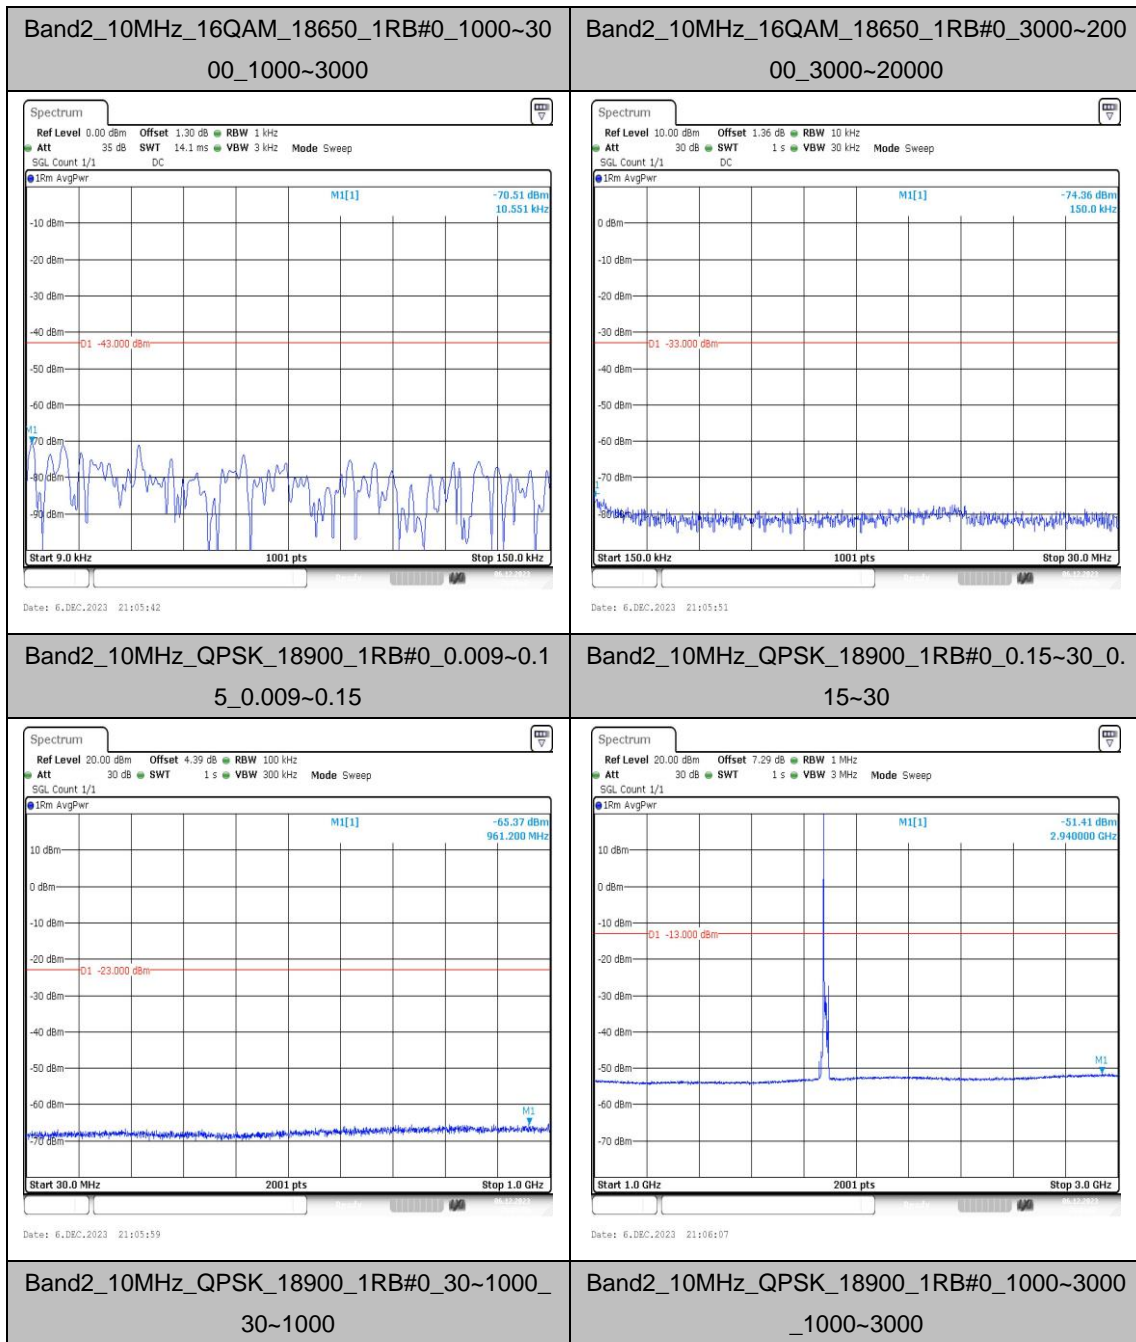 Band2_10MHz_16QAM_18650_1RB#0_1000~30
00_1000~3000
Band2_10MHz_16QAM_18650_1RB#0_3000~200
00_3000~20000
Spectrum
Ref Level 0.00 dBm Offset 1.30 dB RBW 1 kHz
Att 35 dB SWT 14.1 ms VBW 3 kHz Mode Sweep
SGL Count 1/1 DC
1Rm AvgPwr
M1[1] -70.51 dBm
10.551 kHz
-10 dBm
-20 dBm
-30 dBm
-40 dBm
D1 -43.000 dBm
-50 dBm
-60 dBm
M1
-70 dBm
-80 dBm
-90 dBm
Start 9.0 kHz 1001 pts Stop 150.0 kHz
Date: 6.DEC.2023 21:05:42
Spectrum
Ref Level 10.00 dBm Offset 1.36 dB RBW 10 kHz
Att 30 dB SWT 1 s VBW 30 kHz Mode Sweep
SGL Count 1/1 DC
1Rm AvgPwr
M1[1] -74.36 dBm
150.0 kHz
0 dBm
-10 dBm
-20 dBm
-30 dBm
D1 -33.000 dBm
-40 dBm
-50 dBm
-60 dBm
-70 dBm
-80 dBm
Start 150.0 kHz 1001 pts Stop 30.0 MHz
Date: 6.DEC.2023 21:05:51
Band2_10MHz_QPSK_18900_1RB#0_0.009~0.1
5_0.009~0.15
Band2_10MHz_QPSK_18900_1RB#0_0.15~30_0.
15~30
Spectrum
Ref Level 20.00 dBm Offset 4.39 dB RBW 100 kHz
Att 30 dB SWT 1 s VBW 300 kHz Mode Sweep
SGL Count 1/1
1Rm AvgPwr
M1[1] -65.37 dBm
961.200 MHz
10 dBm
0 dBm
-10 dBm
-20 dBm
D1 -23.000 dBm
-30 dBm
-40 dBm
-50 dBm
-60 dBm
M1
-70 dBm
Start 30.0 MHz 2001 pts Stop 1.0 GHz
Date: 6.DEC.2023 21:05:59
Spectrum
Ref Level 20.00 dBm Offset 7.29 dB RBW 1 MHz
Att 30 dB SWT 1 s VBW 3 MHz Mode Sweep
SGL Count 1/1
1Rm AvgPwr
M1[1] -51.41 dBm
2.940000 GHz
10 dBm
0 dBm
-10 dBm
D1 -13.000 dBm
-20 dBm
-30 dBm
-40 dBm
-50 dBm
M1
-60 dBm
-70 dBm
Start 1.0 GHz 2001 pts Stop 3.0 GHz
Date: 6.DEC.2023 21:06:07
Band2_10MHz_QPSK_18900_1RB#0_30~1000_
30~1000
Band2_10MHz_QPSK_18900_1RB#0_1000~3000
_1000~3000